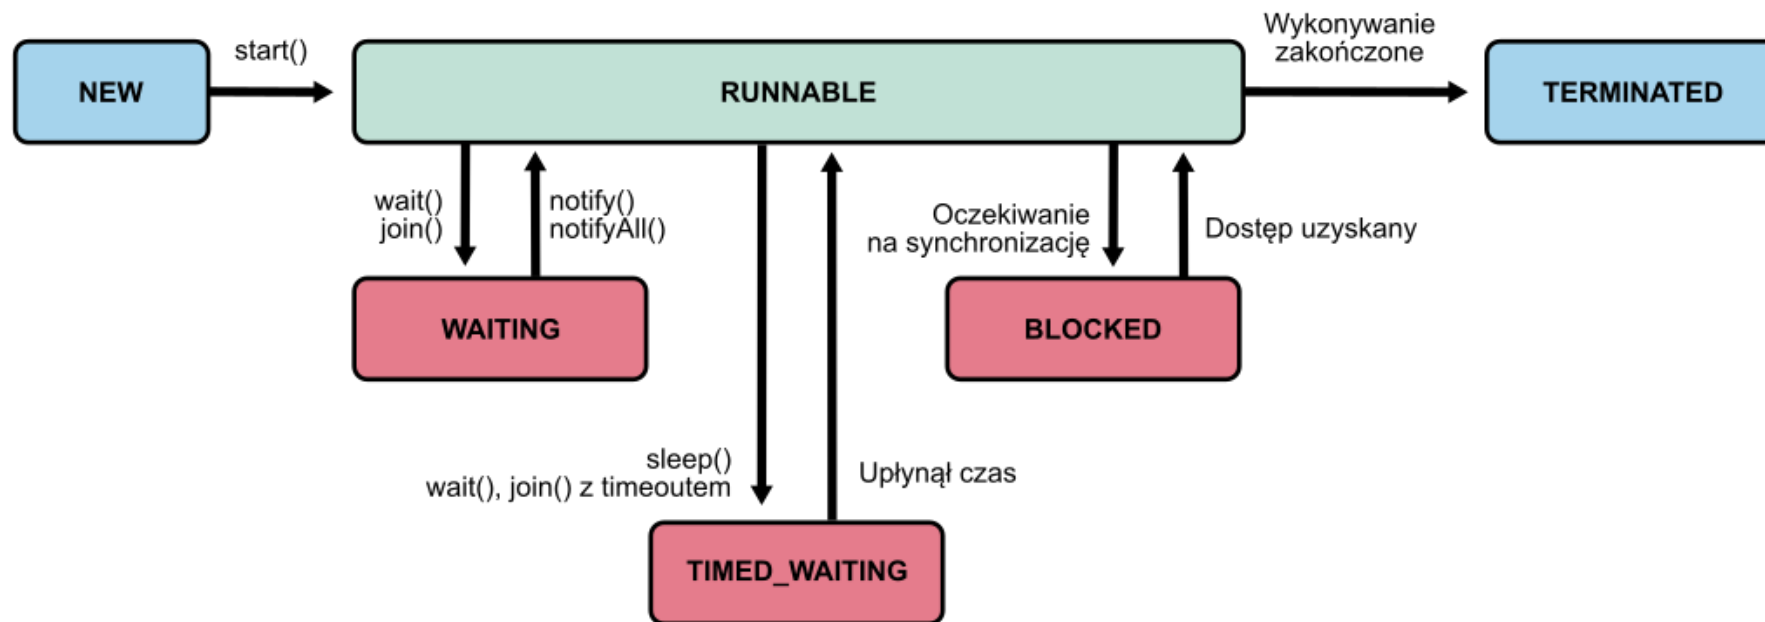 NEW
start()
RUNNABLE
Wykonywanie
zakończone
TERMINATED
wait()
join()
notify()
notifyAll()
Oczekiwanie
na synchronizację
Dostęp uzyskany
WAITING
BLOCKED
sleep()
wait(), join() z timeoutem
Upłynął czas
TIMED_WAITING